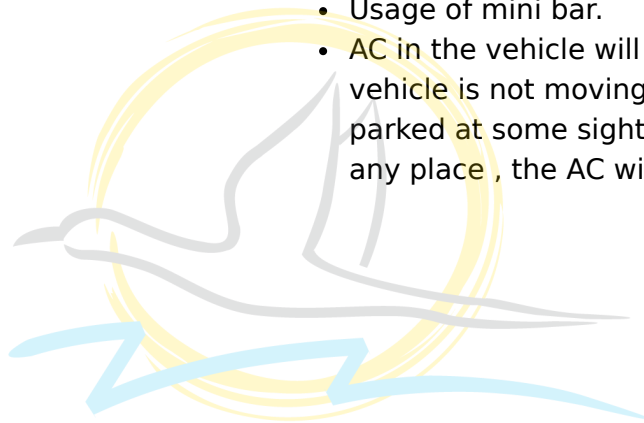 • Usage of mini bar.
• AC in the vehicle will
vehicle is not moving
parked at some sight
any place , the AC wi